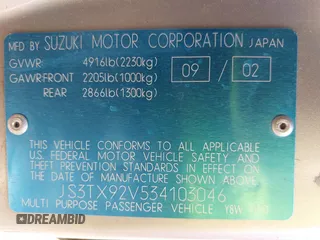 MFD BY SUZUKI MOTOR CORPORATION JAPAN
GVWR 4916lb(2230kg)
GAWR FRONT 2205lb(1000kg) 09 / 02
REAR 2866lb(1300kg)
THIS VEHICLE CONFORMS TO ALL APPLICABLE
U.S. FEDERAL MOTOR VEHICLE SAFETY AND
THEFT PREVENTION STANDARDS IN EFFECT ON
THE DATE OF MANUFACTURE SHOWN ABOVE.
JS3TX92V534103046
MULTI PURPOSE PASSENGER VEHICLE
DREAMBID